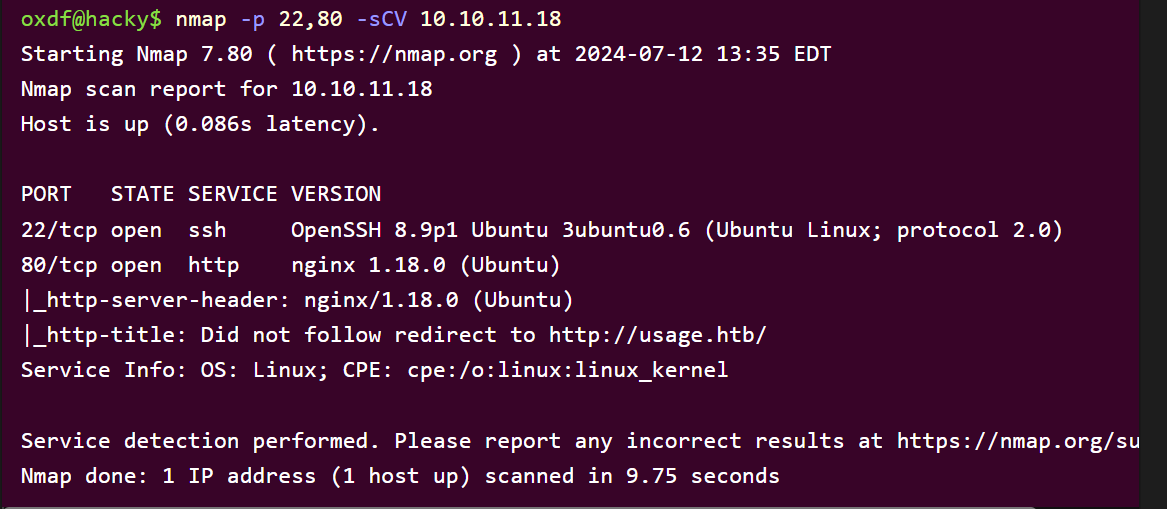 oxdf@hacky$ nmap -p 22,80 -sCV 10.10.11.18
Starting Nmap 7.80 ( https://nmap.org ) at 2024-07-12 13:35 EDT
Nmap scan report for 10.10.11.18
Host is up (0.086s latency).
PORT   STATE SERVICE VERSION
22/tcp open  ssh     OpenSSH 8.9p1 Ubuntu 3ubuntu0.6 (Ubuntu Linux; protocol 2.0)
80/tcp open  http    nginx 1.18.0 (Ubuntu)
|_http-server-header: nginx/1.18.0 (Ubuntu)
|_http-title: Did not follow redirect to http://usage.htb/
Service Info: OS: Linux; CPE: cpe:/o:linux:linux_kernel
Service detection performed. Please report any incorrect results at https://nmap.org/su
Nmap done: 1 IP address (1 host up) scanned in 9.75 seconds